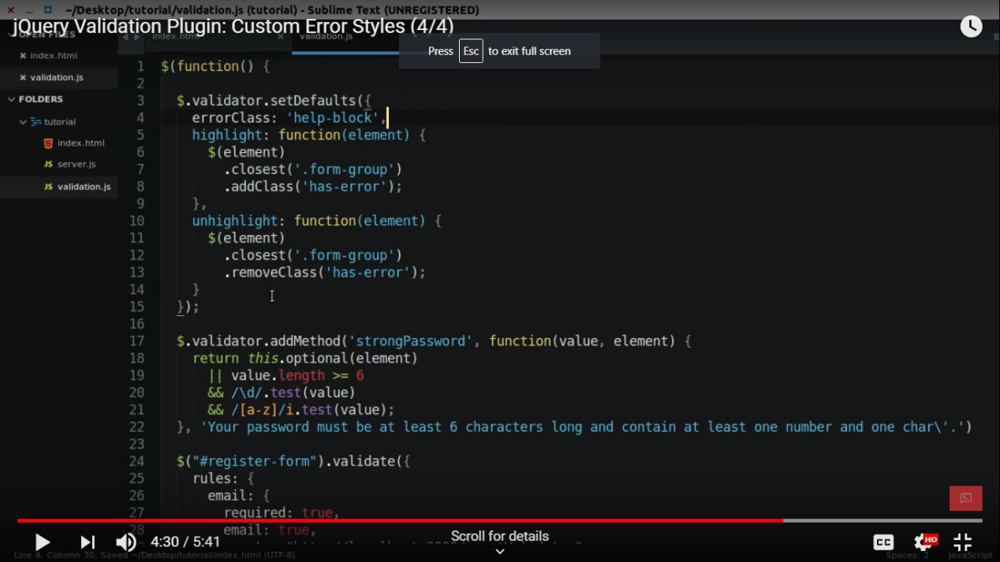 ~/Desktop/tutorial/validation.js (tutorial) - Sublime Text (UNREGISTERED)
jQuery Validation Plugin: Custom Error Styles (4/4)
OPEN FILES
index.html
validation.js
Press Esc to exit full screen
index.html
validation.js
FOLDERS
tutorial
index.html
server.js
validation.js
1 $(function() {
2
3 $.validator.setDefaults({
4 errorClass: 'help-block',
5 highlight: function(element) {
6 $(element)
7 .closest('.form-group')
8 .addClass('has-error');
9 },
10 unhighlight: function(element) {
11 $(element)
12 .closest('.form-group')
13 .removeClass('has-error');
14 }
15 });
16
17 $.validator.addMethod('strongPassword', function(value, element) {
18 return this.optional(element)
19 || value.length >= 6
20 && /\d/.test(value)
21 && /[a-z]/i.test(value);
22 }, 'Your password must be at least 6 characters long and contain at least one number and one char\'.')
23
24 $("#register-form").validate({
25 rules: {
26 email: {
27 required: true,
28 email: true,
4:30 / 5:41
Scroll for details
CC
HD
Line 4, Column 30; Saved ~/Desktop/tutorial/index.html (UTF-8)
Spaces: 2
JavaScript